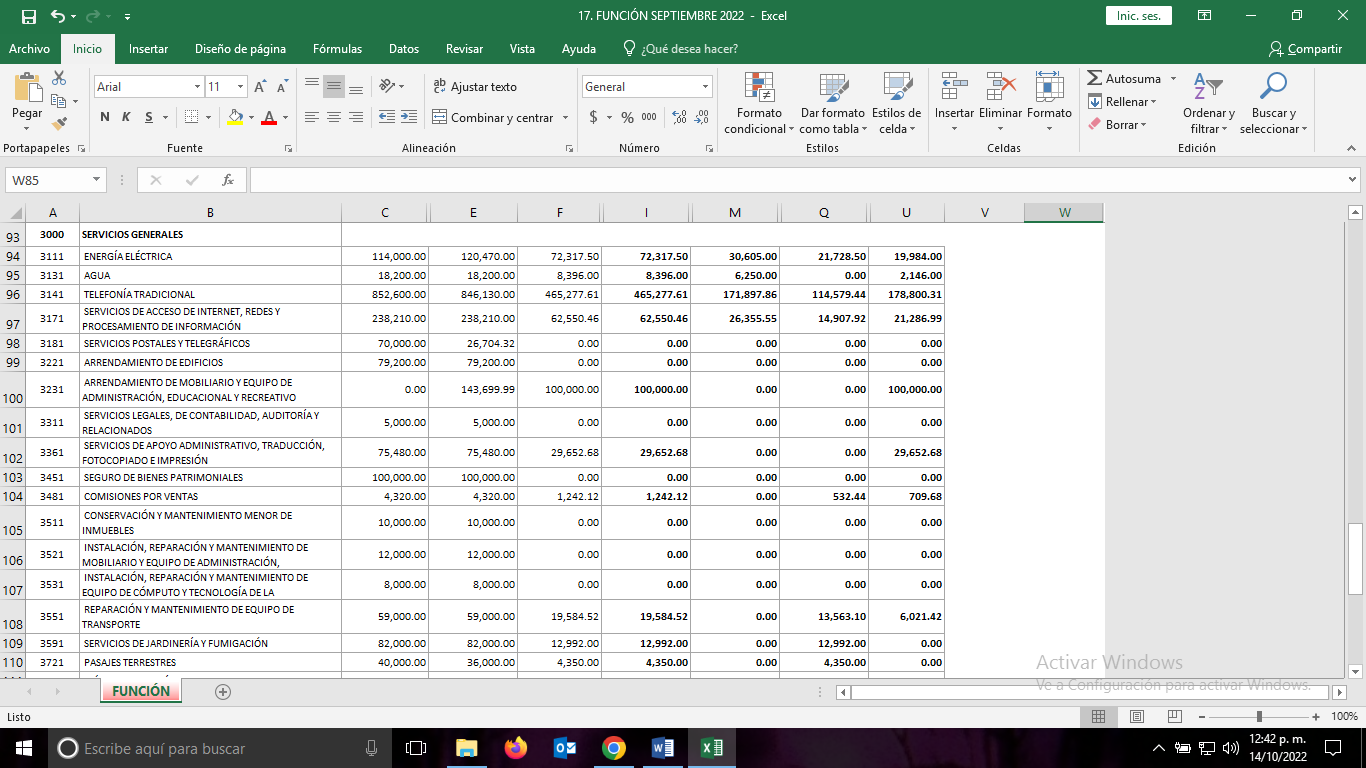 17. FUNCIÓN SEPTIEMBRE 2022 - Excel
Inic. ses.
Archivo Inicio Insertar Diseño de página Fórmulas Datos Revisar Vista Ayuda ¿Qué desea hacer? Compartir
Pegar
Arial 11
N K S
Ajustar texto
Combinar y centrar
General
$ % 000
Formato condicional
Dar formato como tabla
Estilos de celda
Insertar Eliminar Formato
Autosuma
Rellenar
Borrar
Ordenar y filtrar
Buscar y seleccionar
Portapapeles Fuente Alineación Número Estilos Celdas Edición
W85 fx
A B C E F I M Q U V W
93 3000 SERVICIOS GENERALES
94 3111 ENERGÍA ELÉCTRICA 114,000.00 120,470.00 72,317.50 72,317.50 30,605.00 21,728.50 19,984.00
95 3131 AGUA 18,200.00 18,200.00 8,396.00 8,396.00 6,250.00 0.00 2,146.00
96 3141 TELEFONÍA TRADICIONAL 852,600.00 846,130.00 465,277.61 465,277.61 171,897.86 114,579.44 178,800.31
97 3171 SERVICIOS DE ACCESO DE INTERNET, REDES Y
PROCESAMIENTO DE INFORMACIÓN 238,210.00 238,210.00 62,550.46 62,550.46 26,355.55 14,907.92 21,286.99
98 3181 SERVICIOS POSTALES Y TELEGRÁFICOS 70,000.00 26,704.32 0.00 0.00 0.00 0.00 0.00
99 3221 ARRENDAMIENTO DE EDIFICIOS 79,200.00 79,200.00 0.00 0.00 0.00 0.00 0.00
100 3231 ARRENDAMIENTO DE MOBILIARIO Y EQUIPO DE
ADMINISTRACIÓN, EDUCACIONAL Y RECREATIVO 0.00 143,699.99 100,000.00 100,000.00 0.00 0.00 100,000.00
101 3311 SERVICIOS LEGALES, DE CONTABILIDAD, AUDITORÍA Y
RELACIONADOS 5,000.00 5,000.00 0.00 0.00 0.00 0.00 0.00
102 3361 SERVICIOS DE APOYO ADMINISTRATIVO, TRADUCCIÓN,
FOTOCOPIADO E IMPRESIÓN 75,480.00 75,480.00 29,652.68 29,652.68 0.00 0.00 29,652.68
103 3451 SEGURO DE BIENES PATRIMONIALES 100,000.00 100,000.00 0.00 0.00 0.00 0.00 0.00
104 3481 COMISIONES POR VENTAS 4,320.00 4,320.00 1,242.12 1,242.12 0.00 532.44 709.68
105 3511 CONSERVACIÓN Y MANTENIMIENTO MENOR DE
INMUEBLES 10,000.00 10,000.00 0.00 0.00 0.00 0.00 0.00
106 3521 INSTALACIÓN, REPARACIÓN Y MANTENIMIENTO DE
MOBILIARIO Y EQUIPO DE ADMINISTRACIÓN, 12,000.00 12,000.00 0.00 0.00 0.00 0.00 0.00
107 3531 INSTALACIÓN, REPARACIÓN Y MANTENIMIENTO DE
EQUIPO DE CÓMPUTO Y TECNOLOGÍA DE LA 8,000.00 8,000.00 0.00 0.00 0.00 0.00 0.00
108 3551 REPARACIÓN Y MANTENIMIENTO DE EQUIPO DE
TRANSPORTE 59,000.00 59,000.00 19,584.52 19,584.52 0.00 13,563.10 6,021.42
109 3591 SERVICIOS DE JARDINERÍA Y FUMIGACIÓN 82,000.00 82,000.00 12,992.00 12,992.00 0.00 12,992.00 0.00
110 3721 PASAJES TERRESTRES 40,000.00 36,000.00 4,350.00 4,350.00 0.00 4,350.00 0.00
Activar Windows
Ve a Configuración para activar Windows.
FUNCIÓN
Listo
100%
Escribe aquí para buscar
12:42 p. m.
14/10/2022